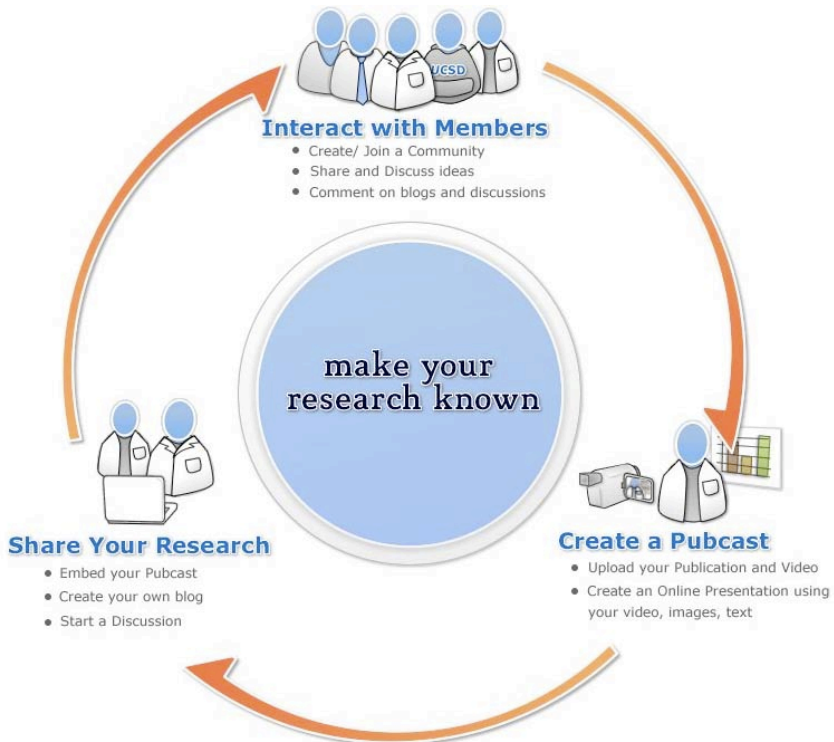 UCSD
Interact with Members
• Create/ Join a Community
• Share and Discuss ideas
• Comment on blogs and discussions
make your
research known
Create a Pubcast
• Upload your Publication and Video
• Create an Online Presentation using
your video, images, text
Share Your Research
• Embed your Pubcast
• Create your own blog
• Start a Discussion